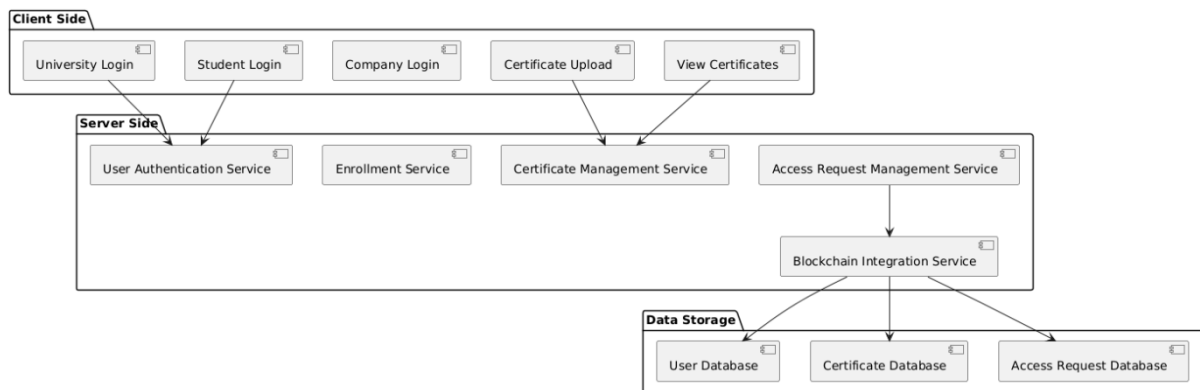 Client Side
University Login
Student Login
Company Login
Certificate Upload
View Certificates
Server Side
User Authentication Service
Enrollment Service
Certificate Management Service
Access Request Management Service
Blockchain Integration Service
Data Storage
User Database
Certificate Database
Access Request Database